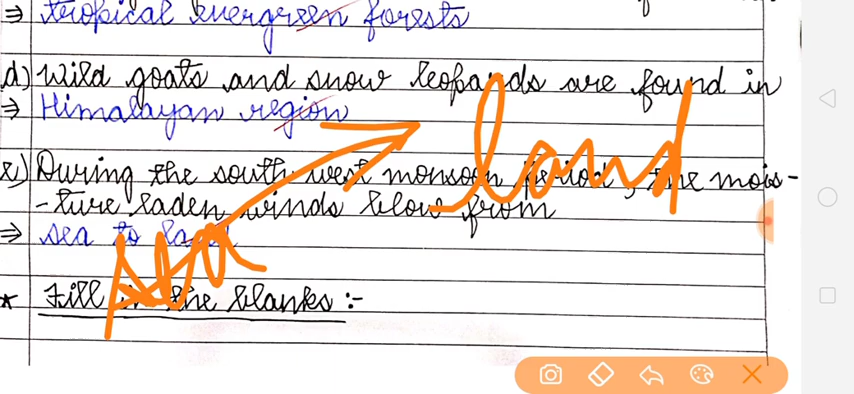 ⇒ tropical evergreen forests
d) Wild goats and snow leopards are found in
⇒ Himalayan region
e) During the south west monsoon period, the mois-
-ture laden winds blow from
⇒ sea to land
sea → land
* Fill in the blanks :-